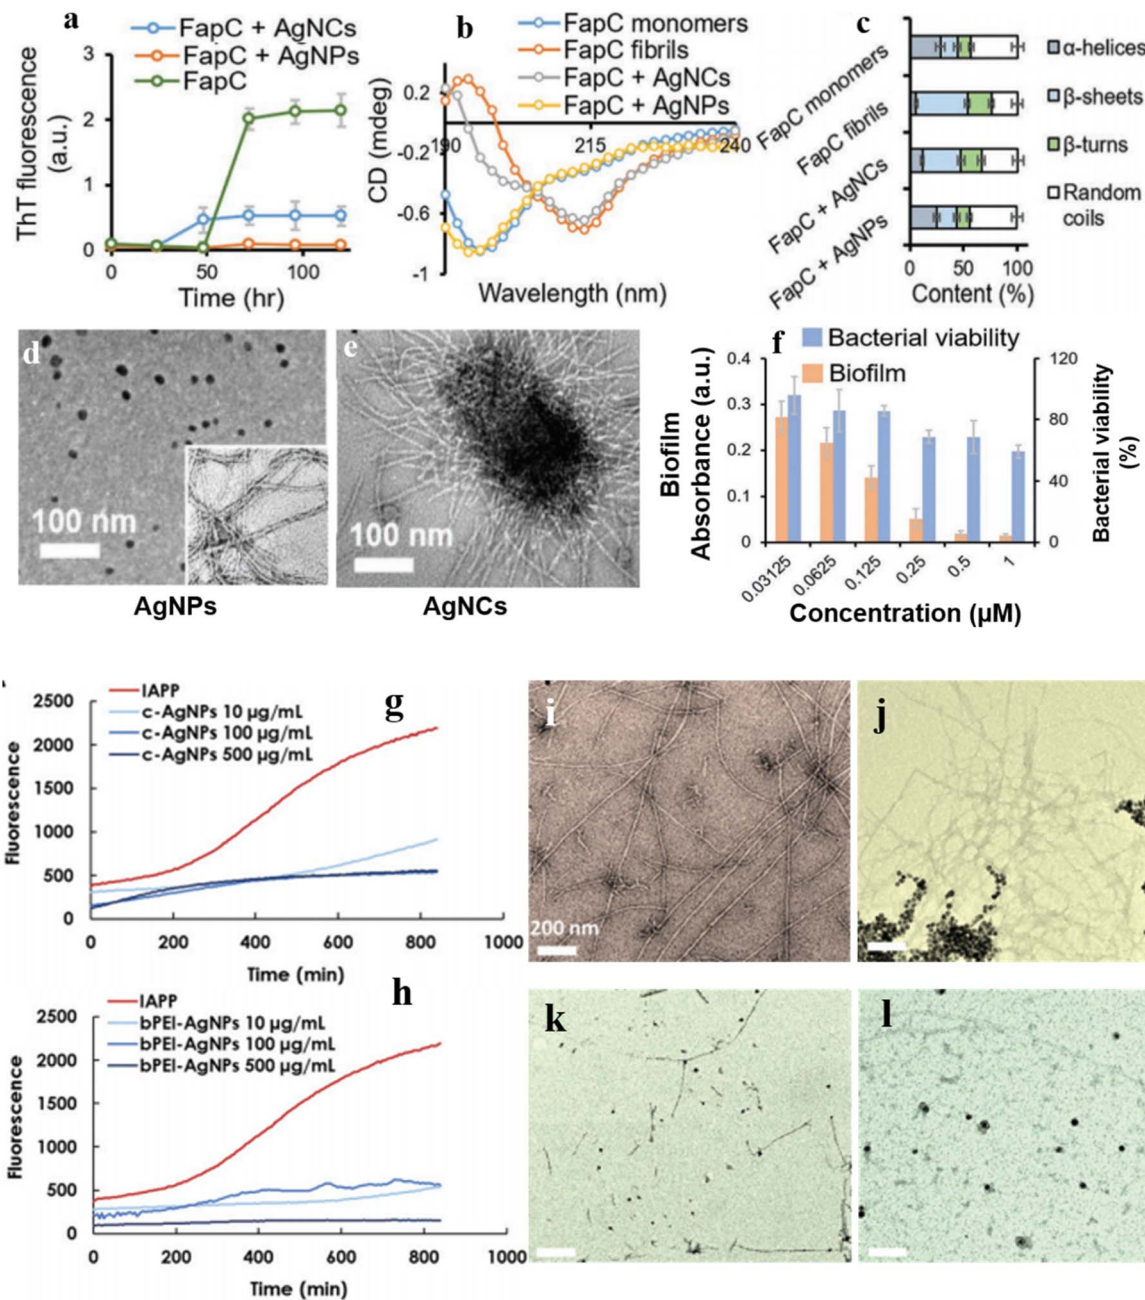 a
FapC + AgNCs
FapC + AgNPs
FapC
3
2
1
0
ThT fluorescence
(a.u.)
0
50
100
Time (hr)
b
FapC monomers
FapC fibrils
FapC + AgNCs
FapC + AgNPs
0.2
-0.2
-0.6
-1
CD (mdeg)
190
215
240
Wavelength (nm)
c
FapC monomers
FapC fibrils
FapC + AgNCs
FapC + AgNPs
α-helices
β-sheets
β-turns
Random
coils
0
50
100
Content (%)
d
100 nm
AgNPs
e
100 nm
AgNCs
f
Bacterial viability
Biofilm
0.4
0.3
0.2
0.1
0
Biofilm
Absorbance (a.u.)
120
80
40
0
Bacterial viability
(%)
0.03125
0.0625
0.125
0.25
0.5
1
Concentration (µM)
g
IAPP
c-AgNPs 10 µg/mL
c-AgNPs 100 µg/mL
c-AgNPs 500 µg/mL
2500
2000
1500
1000
500
0
Fluorescence
0
200
400
600
800
1000
Time (min)
h
IAPP
bPEI-AgNPs 10 µg/mL
bPEI-AgNPs 100 µg/mL
bPEI-AgNPs 500 µg/mL
2500
2000
1500
1000
500
0
Fluorescence
0
200
400
600
800
1000
Time (min)
i
200 nm
j
k
l